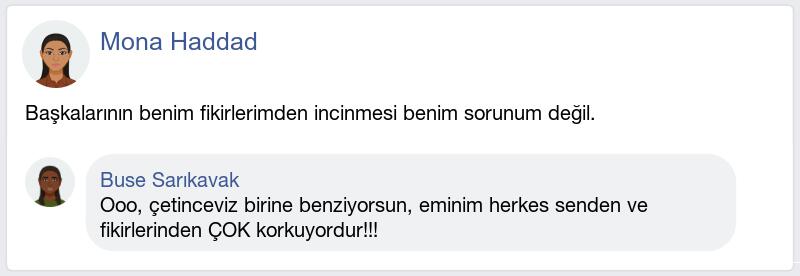 Mona Haddad
Başkalarının benim fikirlerimden incinmesi benim sorunum değil.
Buse Sarıkavak
Ooo, çetinceviz birine benziyorsun, eminim herkes senden ve
fikirlerinden ÇOK korkuyordur!!!